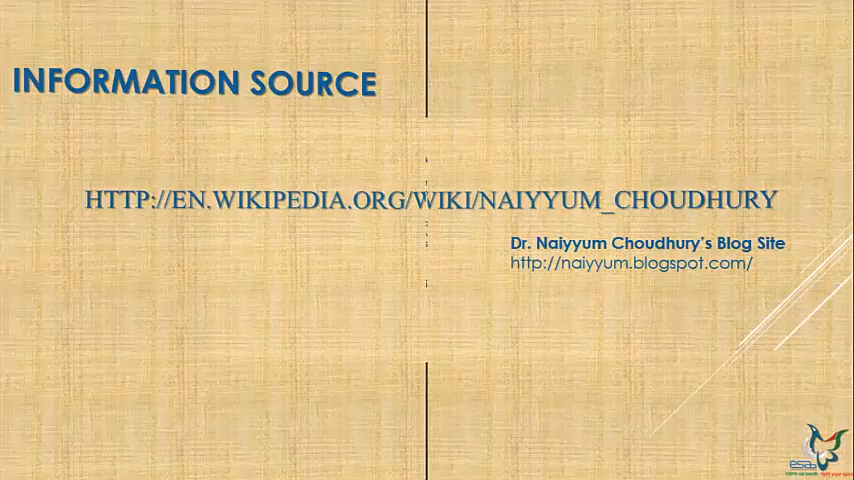 INFORMATION SOURCE
HTTP://EN.WIKIPEDIA.ORG/WIKI/NAIYYUM_CHOUDHURY
Dr. Naiyyum Choudhury's Blog Site
http://naiyyum.blogspot.com/